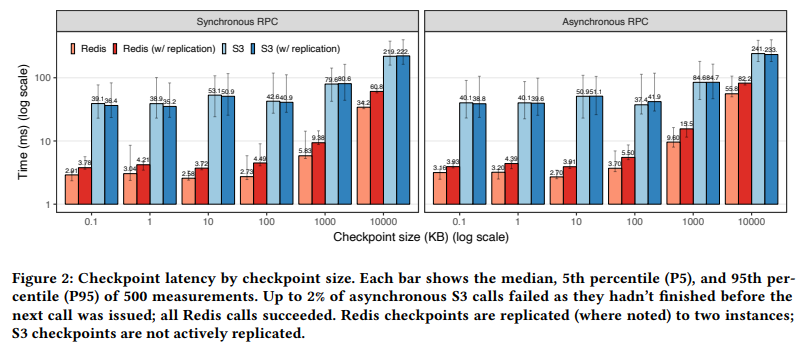 Synchronous RPC
Asynchronous RPC
Redis Redis (w/ replication) S3 S3 (w/ replication)
Time (ms) (log scale)
100
10
1
2.91 3.78 39.1 36.4
3.04 4.21 38.9 35.2
2.58 3.72 53.1 50.9
2.73 4.49 42.6 40.9
5.83 9.38 79.6 80.6
34.2 60.8 219. 222.
3.16 3.93 40.1 38.8
3.20 4.39 40.1 39.6
2.70 3.91 50.9 51.1
3.70 5.50 37.4 41.9
9.60 15.5 84.6 84.7
55.8 82.2 241. 233.
0.1 1 10 100 1000 10000
0.1 1 10 100 1000 10000
Checkpoint size (KB) (log scale)
Figure 2: Checkpoint latency by checkpoint size. Each bar shows the median, 5th percentile (P5), and 95th per-
centile (P95) of 500 measurements. Up to 2% of asynchronous S3 calls failed as they hadn't finished before the
next call was issued; all Redis calls succeeded. Redis checkpoints are replicated (where noted) to two instances;
S3 checkpoints are not actively replicated.